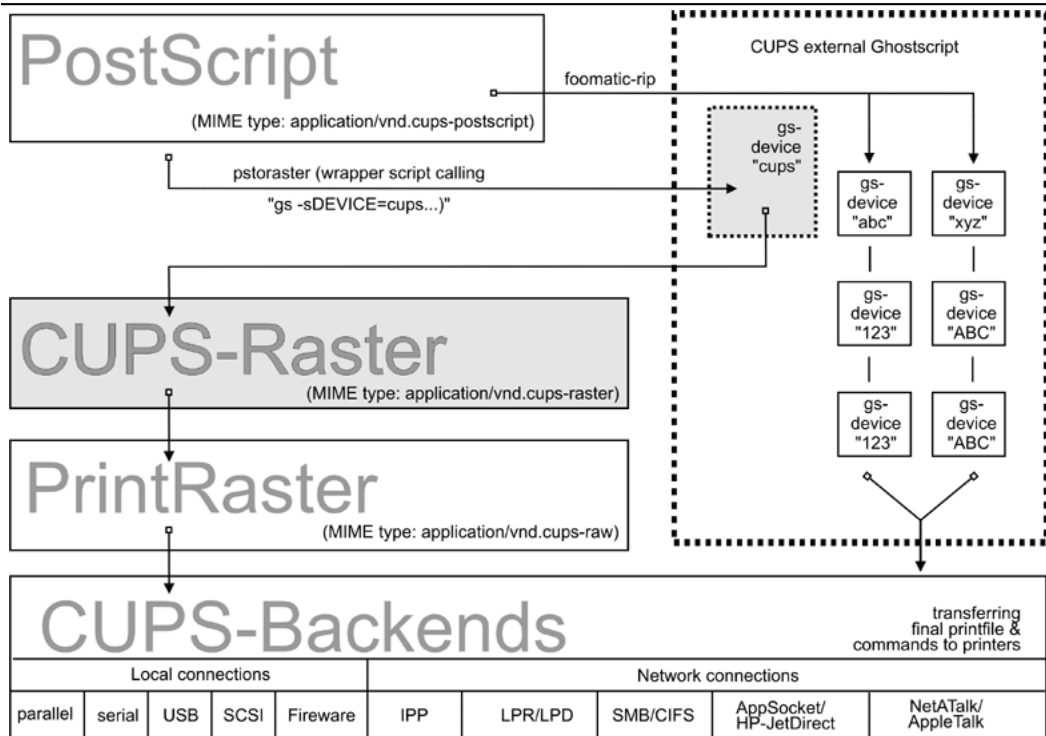 PostScript
(MIME type: application/vnd.cups-postscript)
CUPS external Ghostscript
foomatic-rip
pstoraster (wrapper script calling
"gs -sDEVICE=cups...)"
gs-
device
"cups"
gs-
device
"abc"
gs-
device
"xyz"
gs-
device
"123"
gs-
device
"ABC"
gs-
device
"123"
gs-
device
"ABC"
CUPS-Raster
(MIME type: application/vnd.cups-raster)
PrintRaster
(MIME type: application/vnd.cups-raw)
CUPS-Backends
transferring
final printfile &
commands to printers
Local connections
Network connections
parallel
serial
USB
SCSI
Fireware
IPP
LPR/LPD
SMB/CIFS
AppSocket/
HP-JetDirect
NetATalk/
AppleTalk